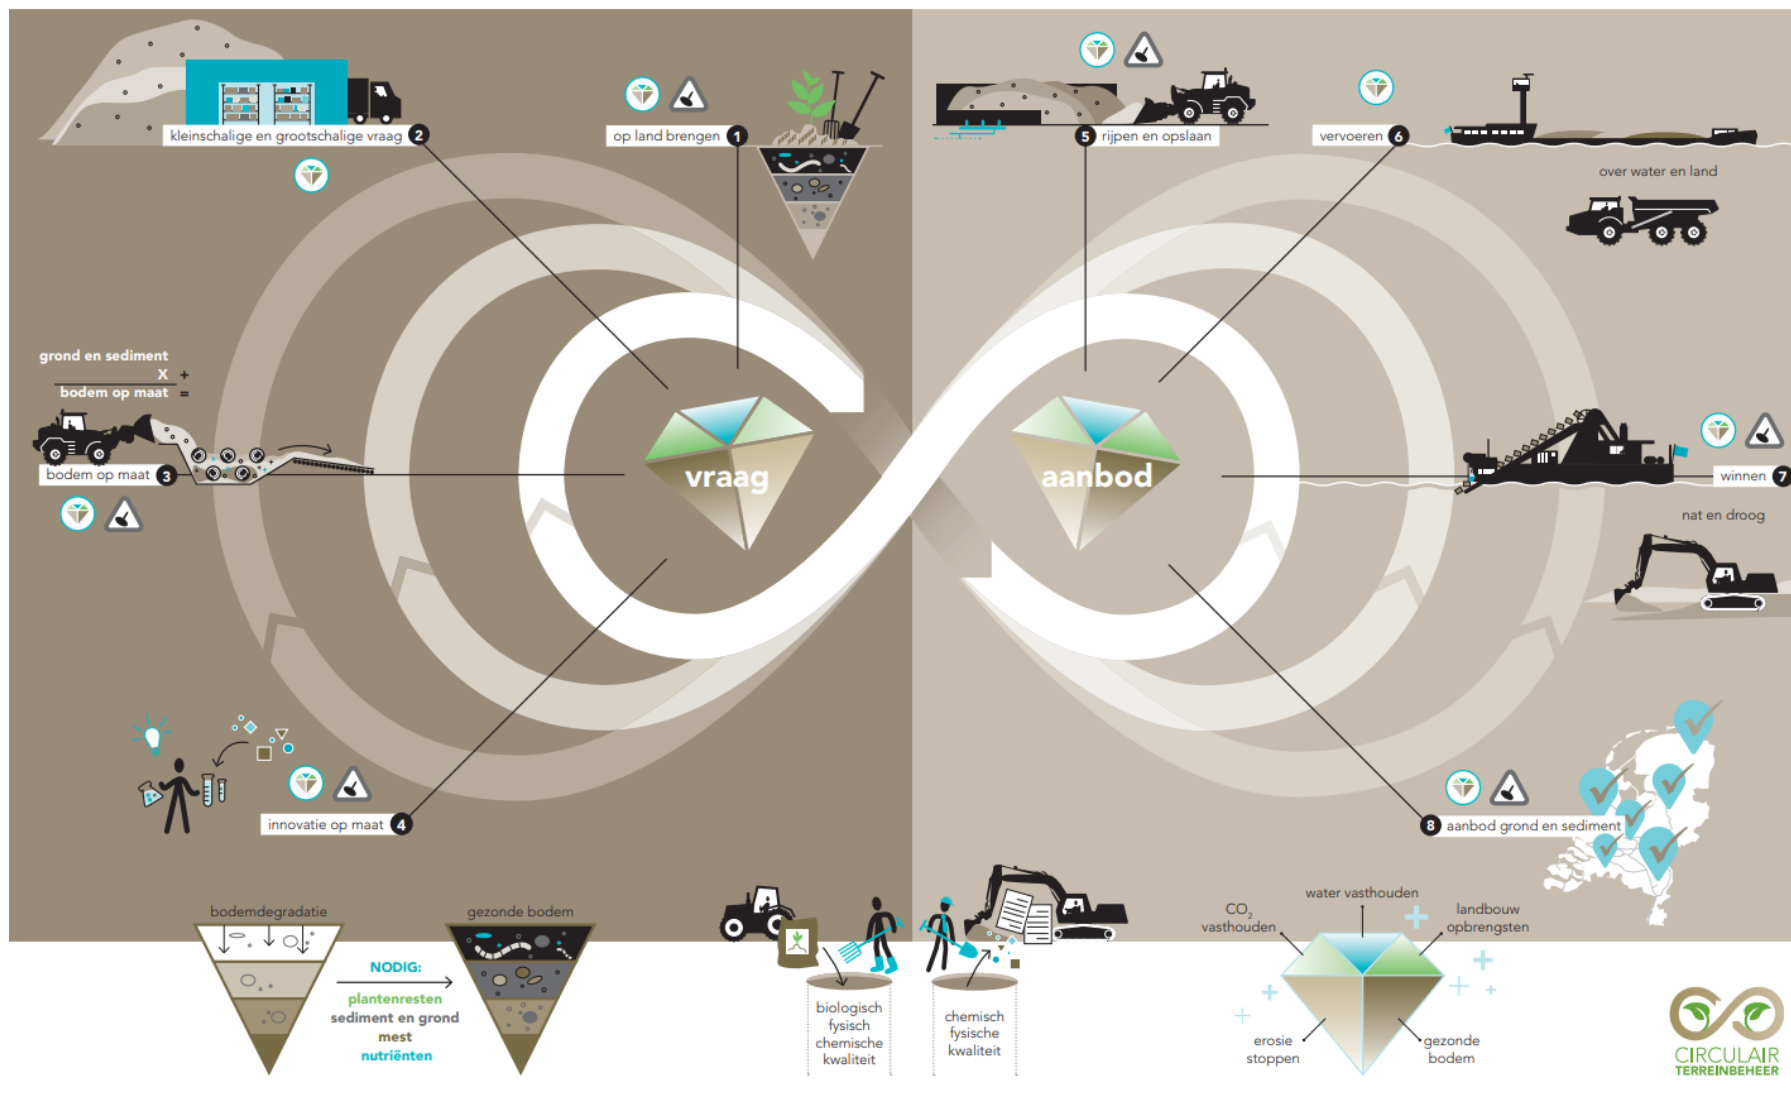 kleinschalige en grootschalige vraag 2
op land brengen 1
5 rijpen en opslaan
vervoeren 6
over water en land
grond en sediment
X +
bodem op maat =
bodem op maat 3
vraag
aanbod
winnen 7
nat en droog
innovatie op maat 4
8 aanbod grond en sediment
bodemdegradatie
gezonde bodem
NODIG:
plantenresten
sediment en grond
mest
nutriënten
biologisch
fysisch
chemische
kwaliteit
chemisch
fysische
kwaliteit
water vasthouden
CO2
vasthouden
landbouw
opbrengsten
erosie
stoppen
gezonde
bodem
CIRCULAIR
TERREINBEHEER